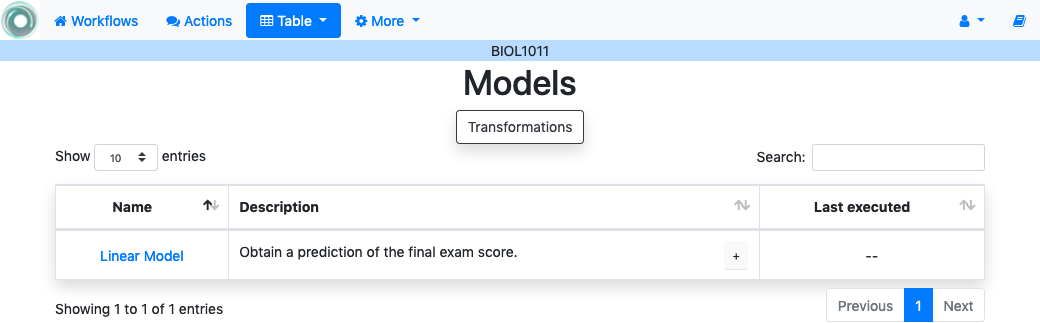 Workflows Actions Table More
BIOL1011
Models
Transformations
Show 10 entries Search:
Name Description Last executed
Linear Model Obtain a prediction of the final exam score. + --
Showing 1 to 1 of 1 entries Previous 1 Next